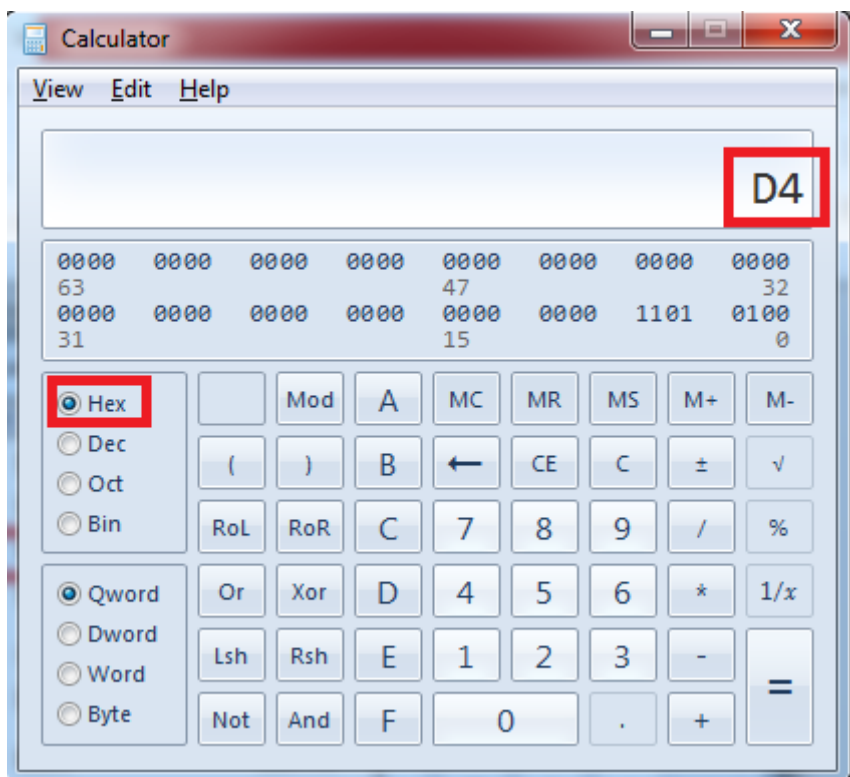 Calculator
View Edit Help
D4
0000 0000 0000 0000 0000 0000 0000 0000
63 47 32
0000 0000 0000 0000 0000 0000 1101 0100
31 15 0
Hex Mod A MC MR MS M+ M-
Dec
Oct ( ) B ← CE C ± √
Bin RoL RoR C 7 8 9 / %
Qword Or Xor D 4 5 6 * 1/x
Dword
Word Lsh Rsh E 1 2 3 - =
Byte Not And F 0 . +